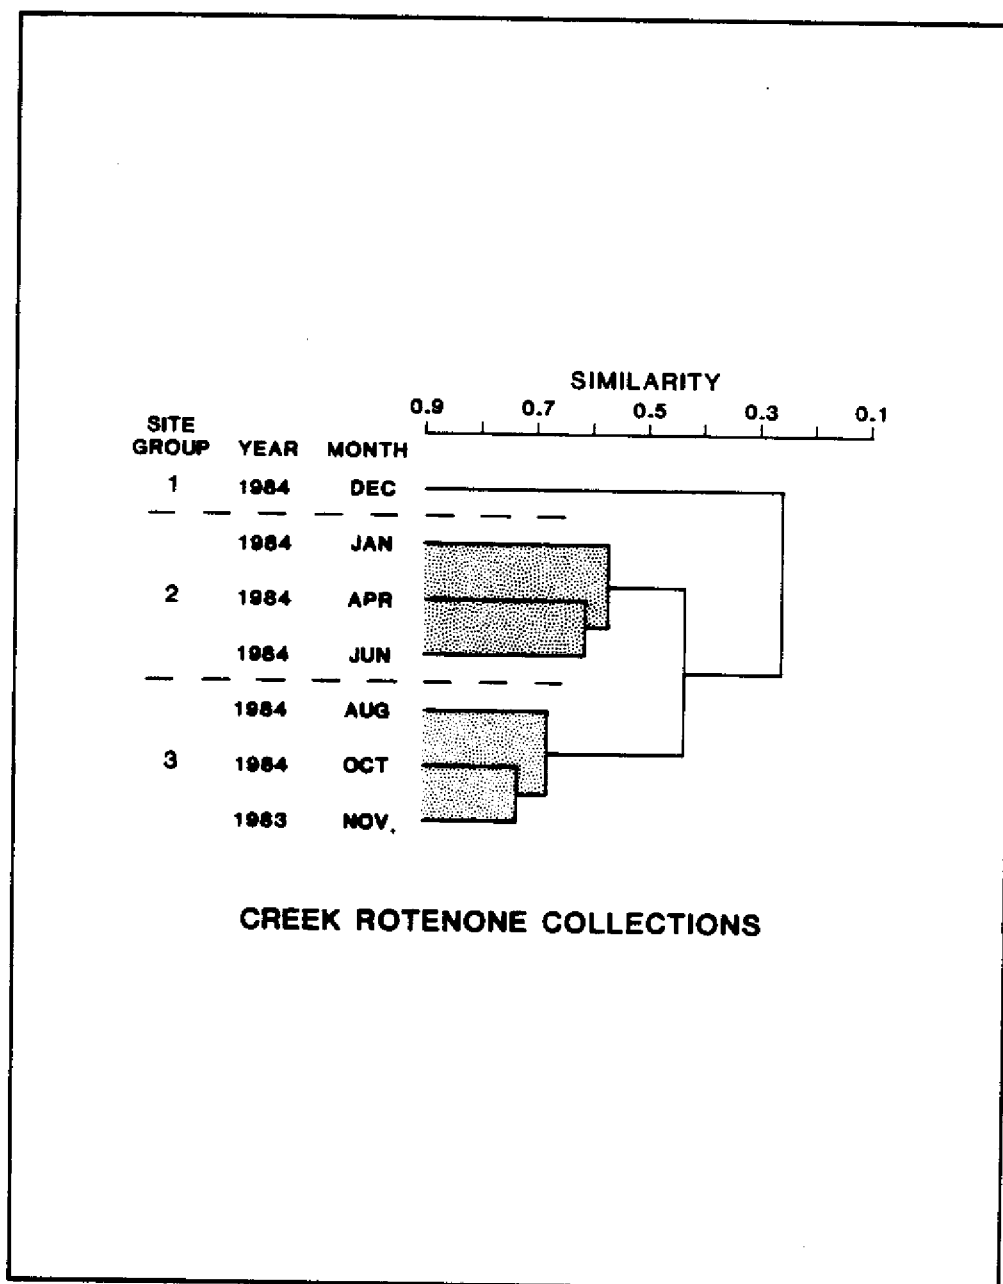 SIMILARITY
0.9 0.7 0.5 0.3 0.1
SITE
GROUP YEAR MONTH
1 1984 DEC
1984 JAN
2 1984 APR
1984 JUN
1984 AUG
3 1984 OCT
1983 NOV.
CREEK ROTENONE COLLECTIONS